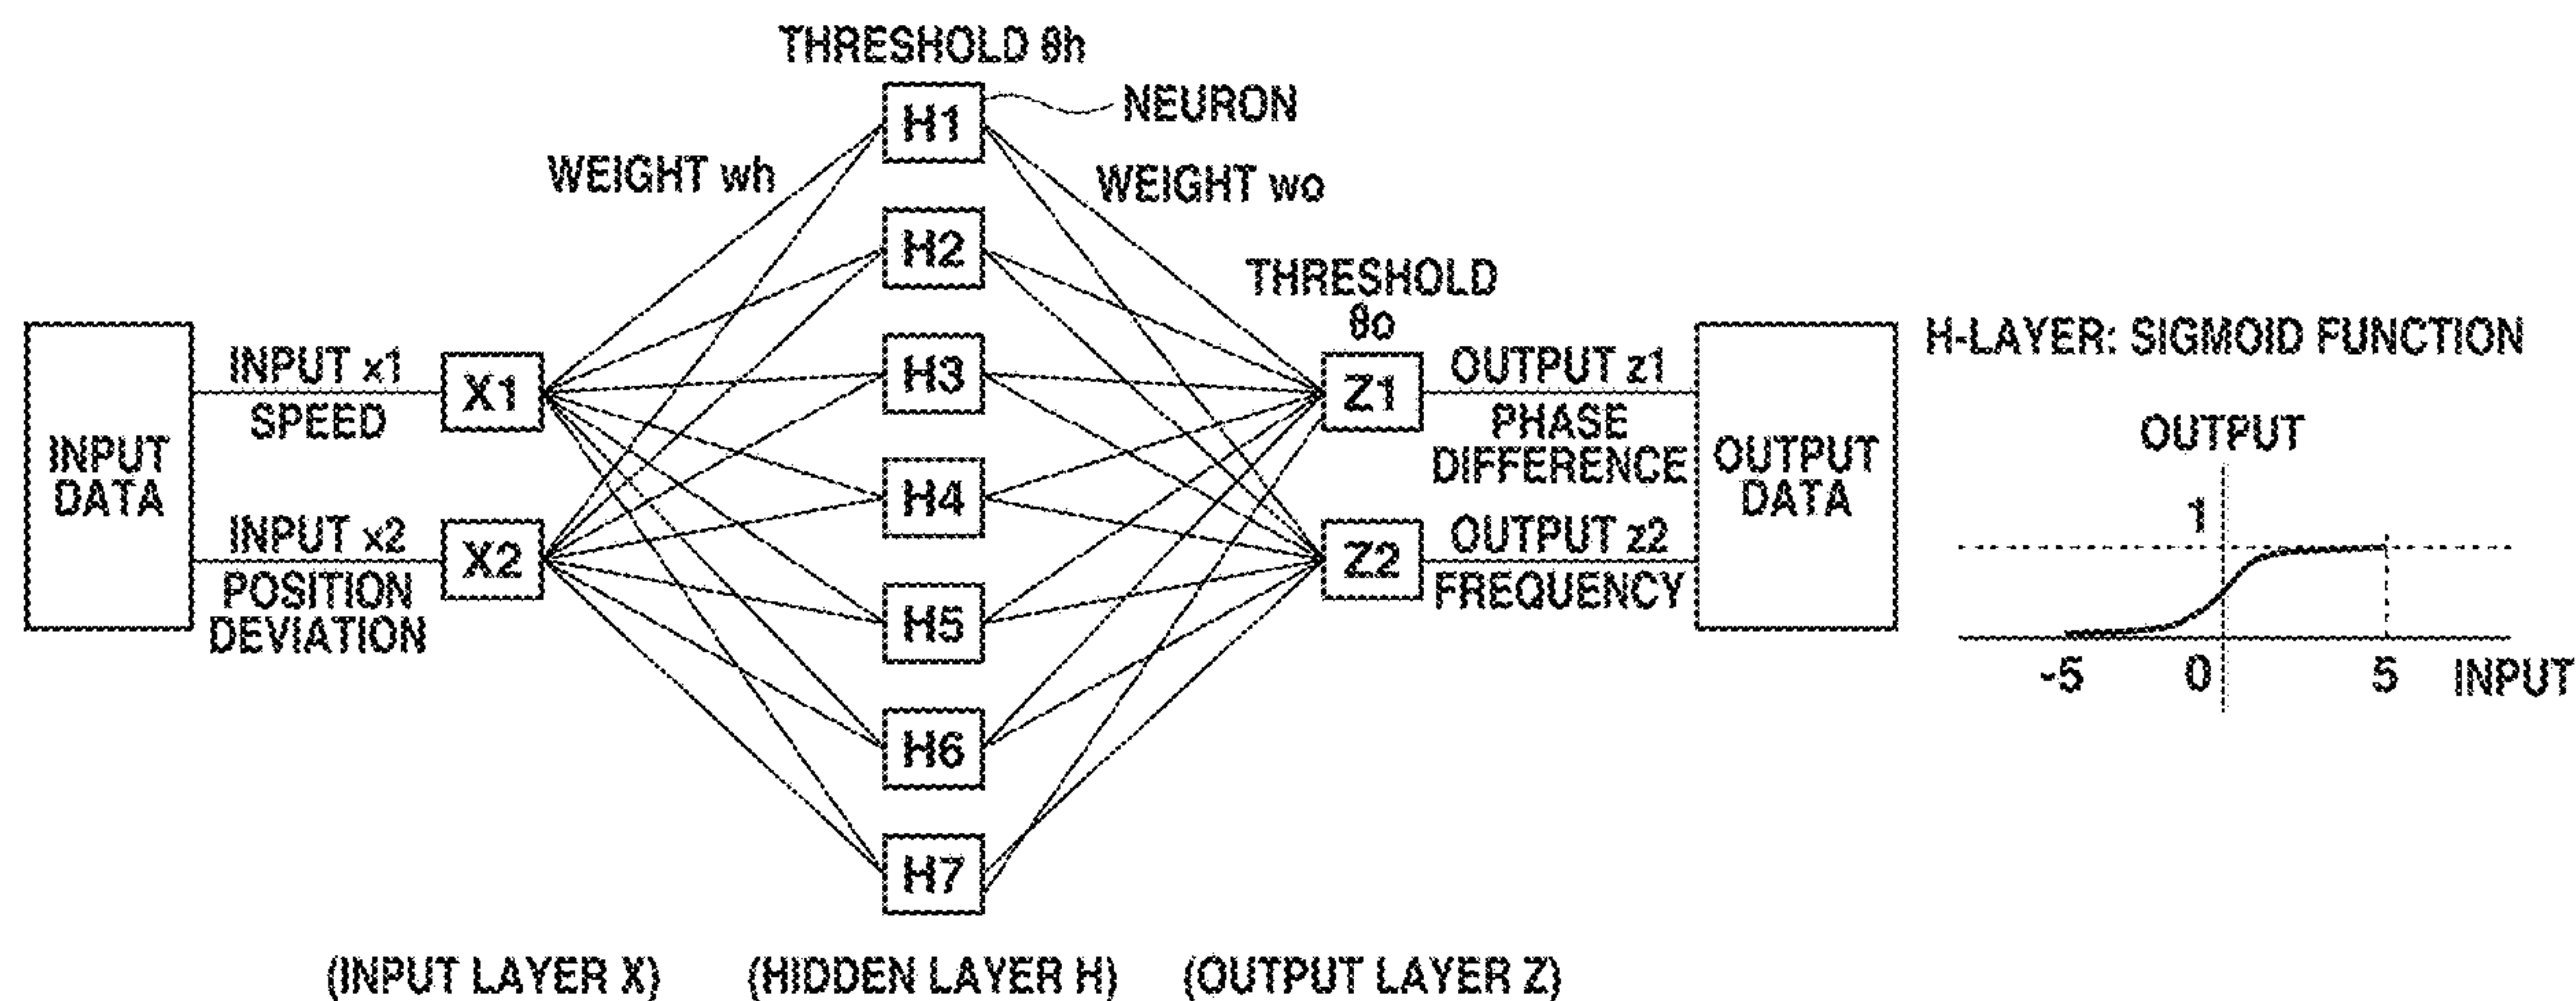 THRESHOLD θh
NEURON
H1
WEIGHT wh
WEIGHT wo
H2
THRESHOLD
θo
H3
INPUT
DATA
INPUT x1
SPEED
X1
Z1
OUTPUT z1
PHASE
DIFFERENCE
OUTPUT
DATA
H4
INPUT x2
POSITION
DEVIATION
X2
Z2
OUTPUT z2
FREQUENCY
H5
H6
H7
(INPUT LAYER X)
(HIDDEN LAYER H)
(OUTPUT LAYER Z)
H-LAYER: SIGMOID FUNCTION
OUTPUT
1
-5
0
5
INPUT